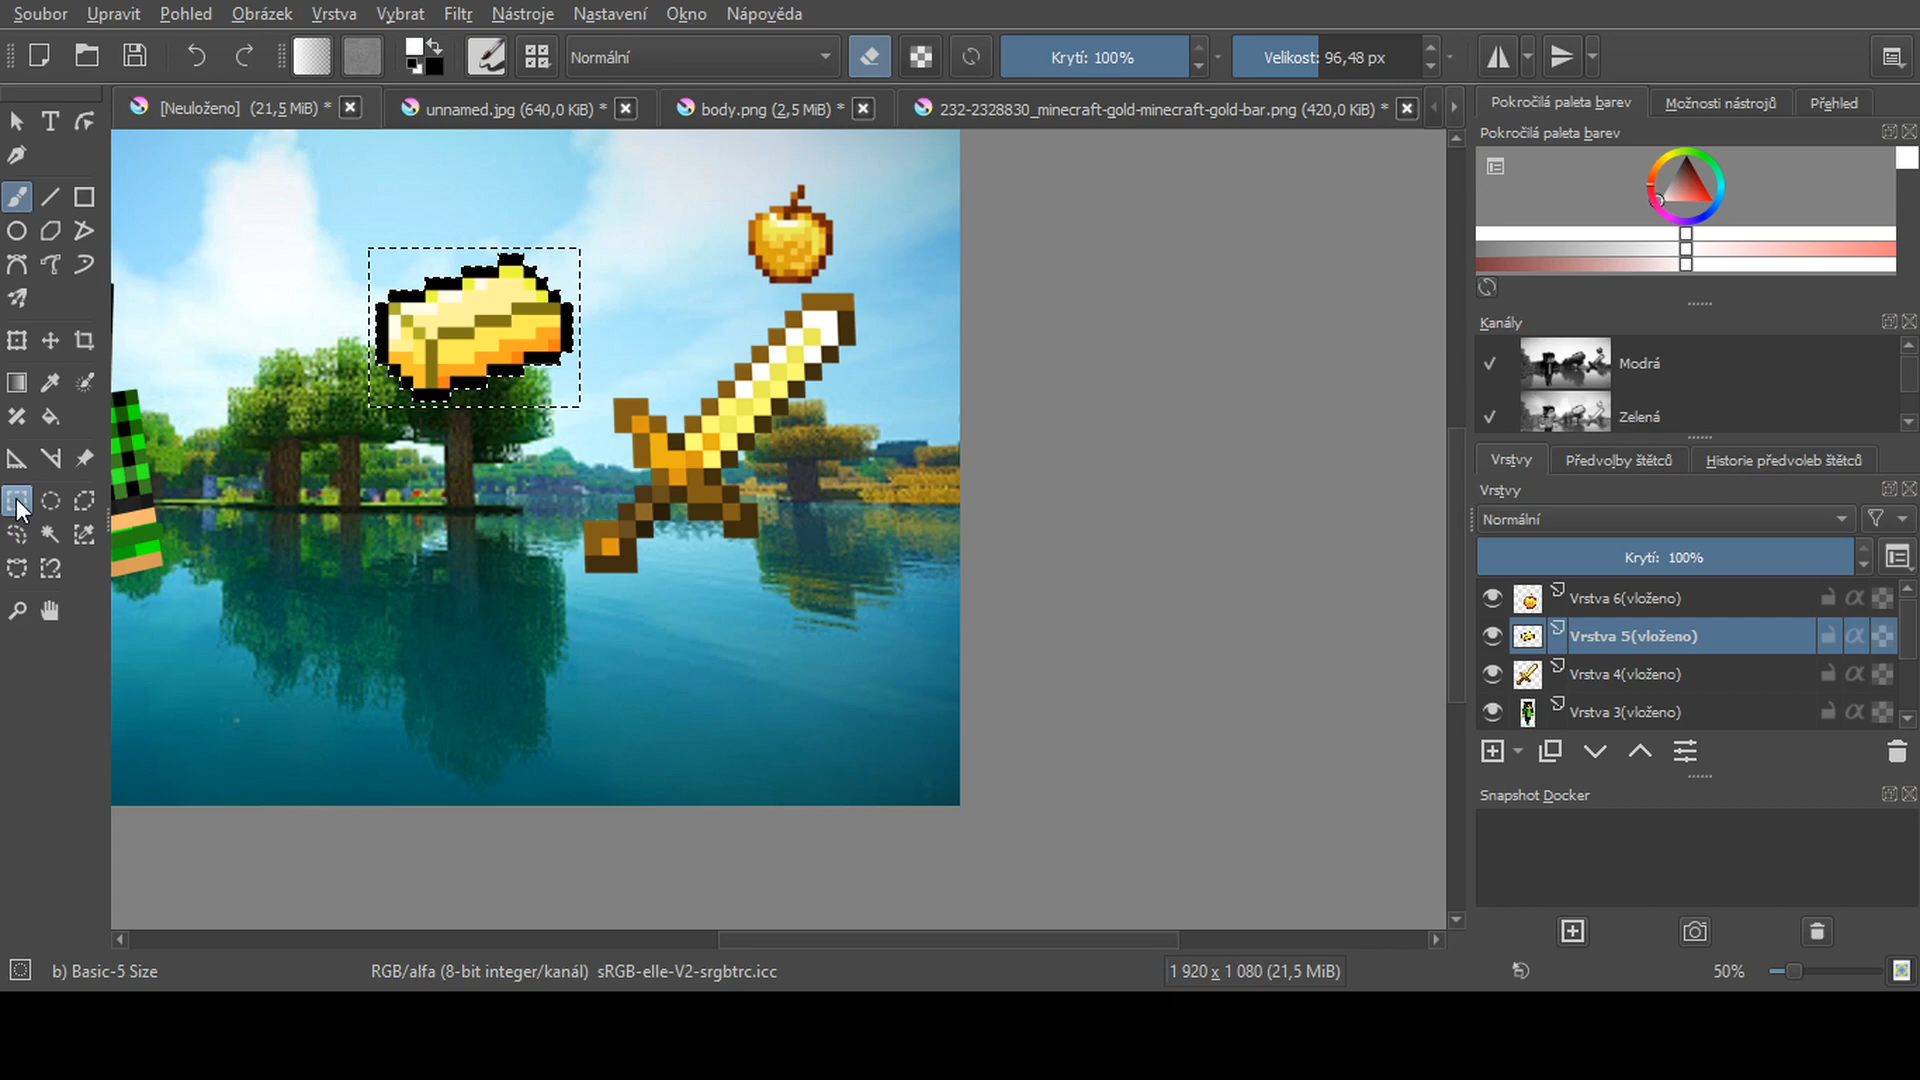 Soubor Upravit Pohled Obrázek Vrstva Vybrat Filtr Nástroje Nastavení Okno Nápověda
Normální Krytí: 100% Velikost: 96,48 px
[Neuloženo] (21,5 MiB) *
unnamed.jpg (640,0 KiB) *
body.png (2,5 MiB) *
232-2328830_minecraft-gold-minecraft-gold-bar.png (420,0 KiB) *
Pokročilá paleta barev Možnosti nástrojů Přehled
Pokročilá paleta barev
Kanály
Modrá
Zelená
Vrstvy Předvolby štětců Historie předvoleb štětců
Vrstvy
Normální
Krytí: 100%
Vrstva 6(vloženo)
Vrstva 5(vloženo)
Vrstva 4(vloženo)
Vrstva 3(vloženo)
Snapshot Docker
b) Basic-5 Size RGB/alfa (8-bit integer/kanál) sRGB-elle-V2-srgbtrc.icc 1 920 x 1 080 (21,5 MiB) 50%